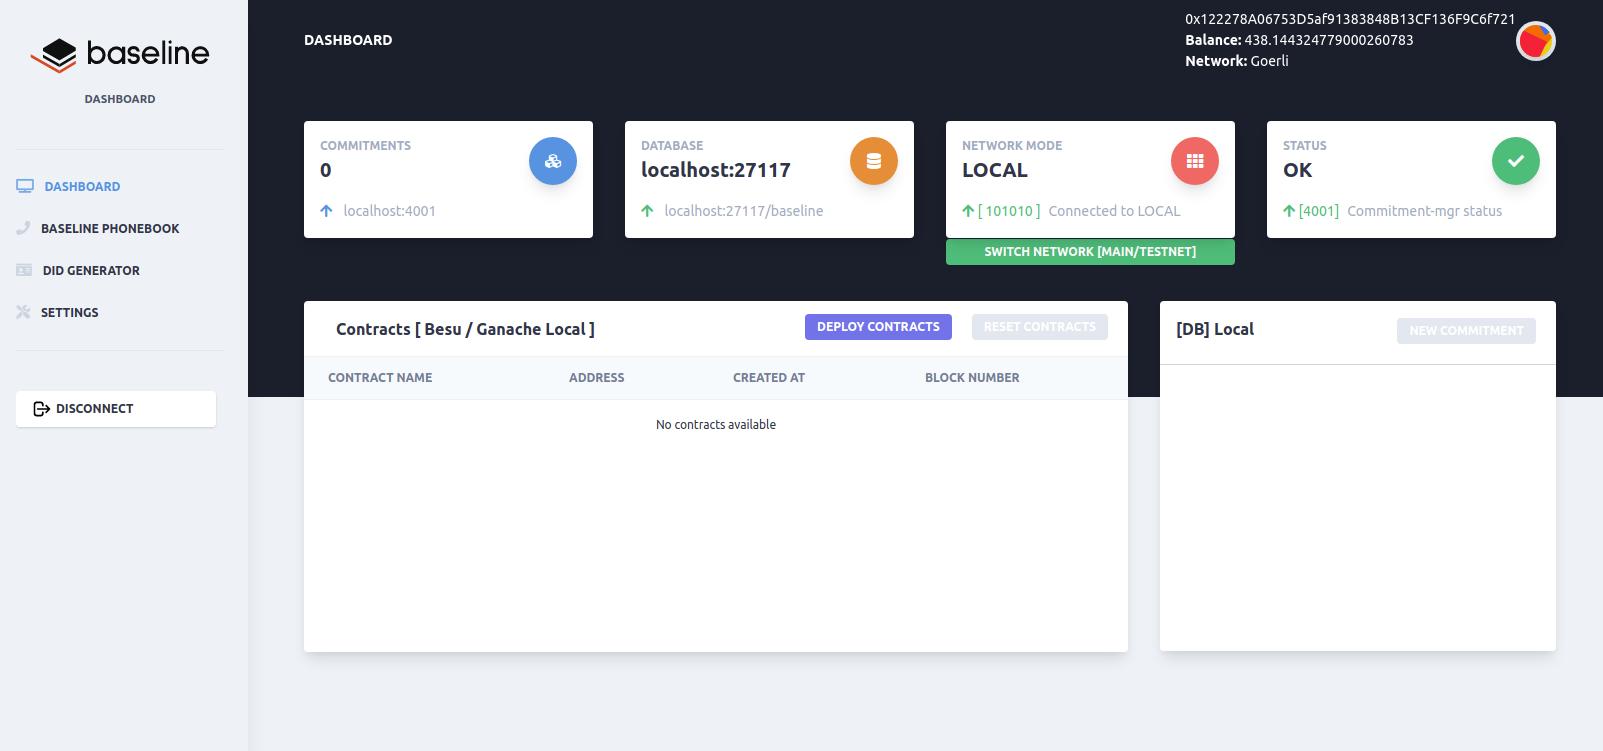 baseline
DASHBOARD
DASHBOARD
BASELINE PHONEBOOK
DID GENERATOR
SETTINGS
DISCONNECT
DASHBOARD
0x122278A06753D5af91383848B13CF136F9C6f721
Balance: 438.144324779000260783
Network: Goerli
COMMITMENTS
0
localhost:4001
DATABASE
localhost:27117
localhost:27117/baseline
NETWORK MODE
LOCAL
[ 101010 ] Connected to LOCAL
SWITCH NETWORK [MAIN/TESTNET]
STATUS
OK
[4001] Commitment-mgr status
Contracts [ Besu / Ganache Local ]
DEPLOY CONTRACTS
RESET CONTRACTS
CONTRACT NAME ADDRESS CREATED AT BLOCK NUMBER
No contracts available
[DB] Local
NEW COMMITMENT